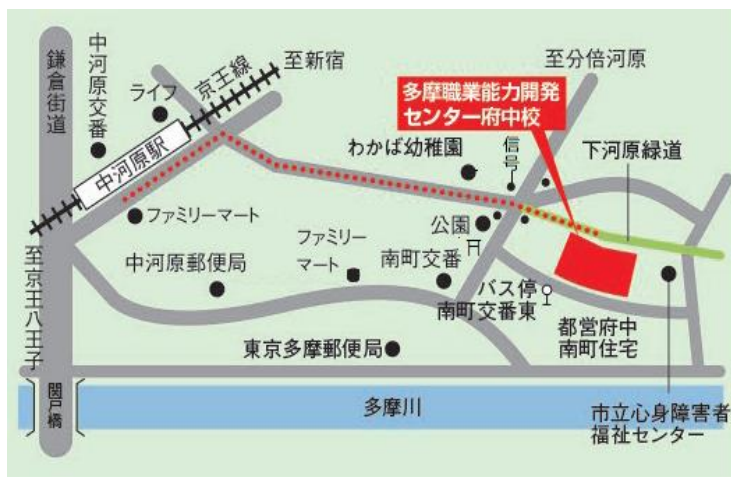 鎌倉街道
中河原交番
ライフ
京王線
至新宿
至分倍河原
多摩職業能力開発
センター府中校
中河原駅
わかば幼稚園
信号
下河原緑道
ファミリーマート
公園
ファミリー
マート
中河原郵便局
南町交番
バス停
南町交番東
至京王八王子
東京多摩郵便局
都営府中
南町住宅
関戸橋
多摩川
市立心身障害者
福祉センター